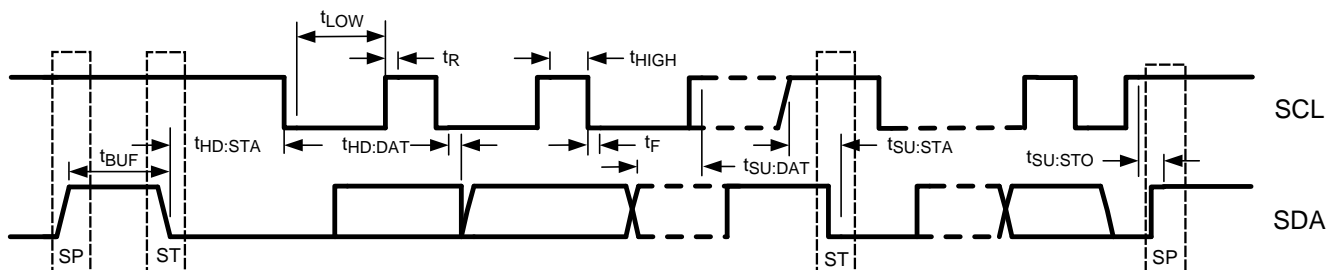 tLOW
tR
tHIGH
SCL
tHD:STA
tHD:DAT
tF
tSU:STA
tBUF
tSU:DAT
tSU:STO
SDA
SP
ST
ST
SP